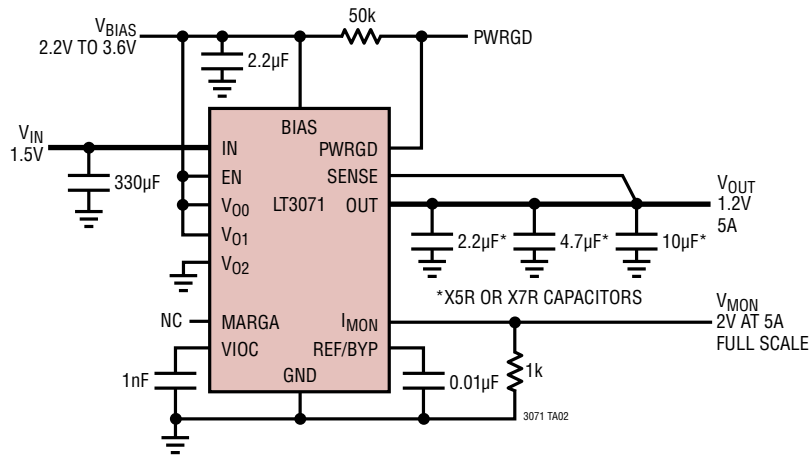 50k
VBIAS
2.2V TO 3.6V
PWRGD
2.2µF
BIAS
VIN
1.5V
IN
PWRGD
330µF
EN
SENSE
VO0
LT3071
OUT
VOUT
1.2V
5A
VO1
2.2µF*
4.7µF*
10µF*
VO2
*X5R OR X7R CAPACITORS
NC
MARGA
IMON
VMON
2V AT 5A
FULL SCALE
VIOC
REF/BYP
1nF
GND
0.01µF
1k
3071 TA02